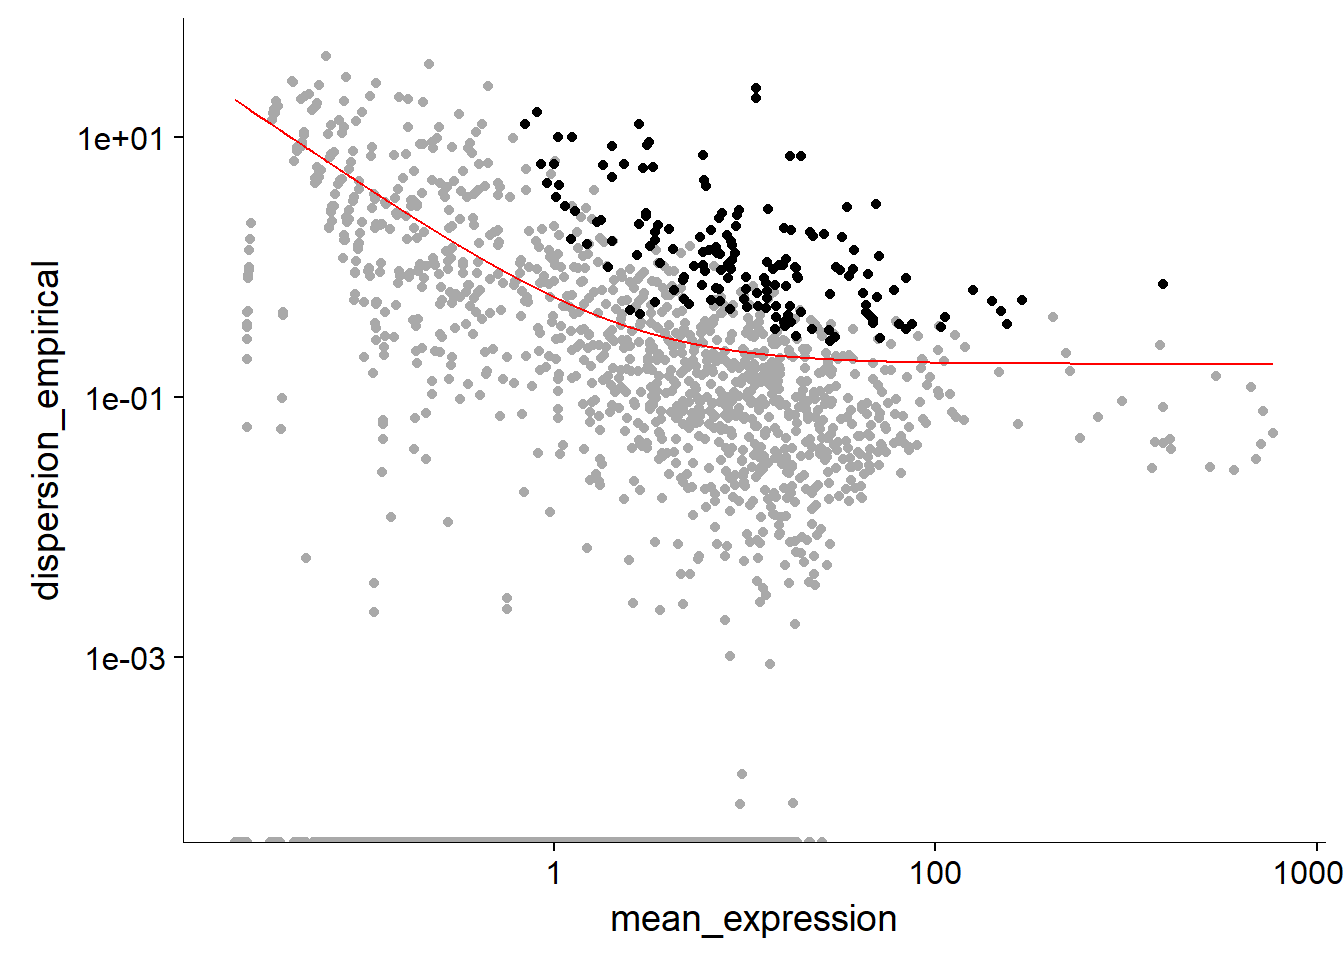 1e+01
1e-01
1e-03
dispersion_empirical
1
100
1000
mean_expression